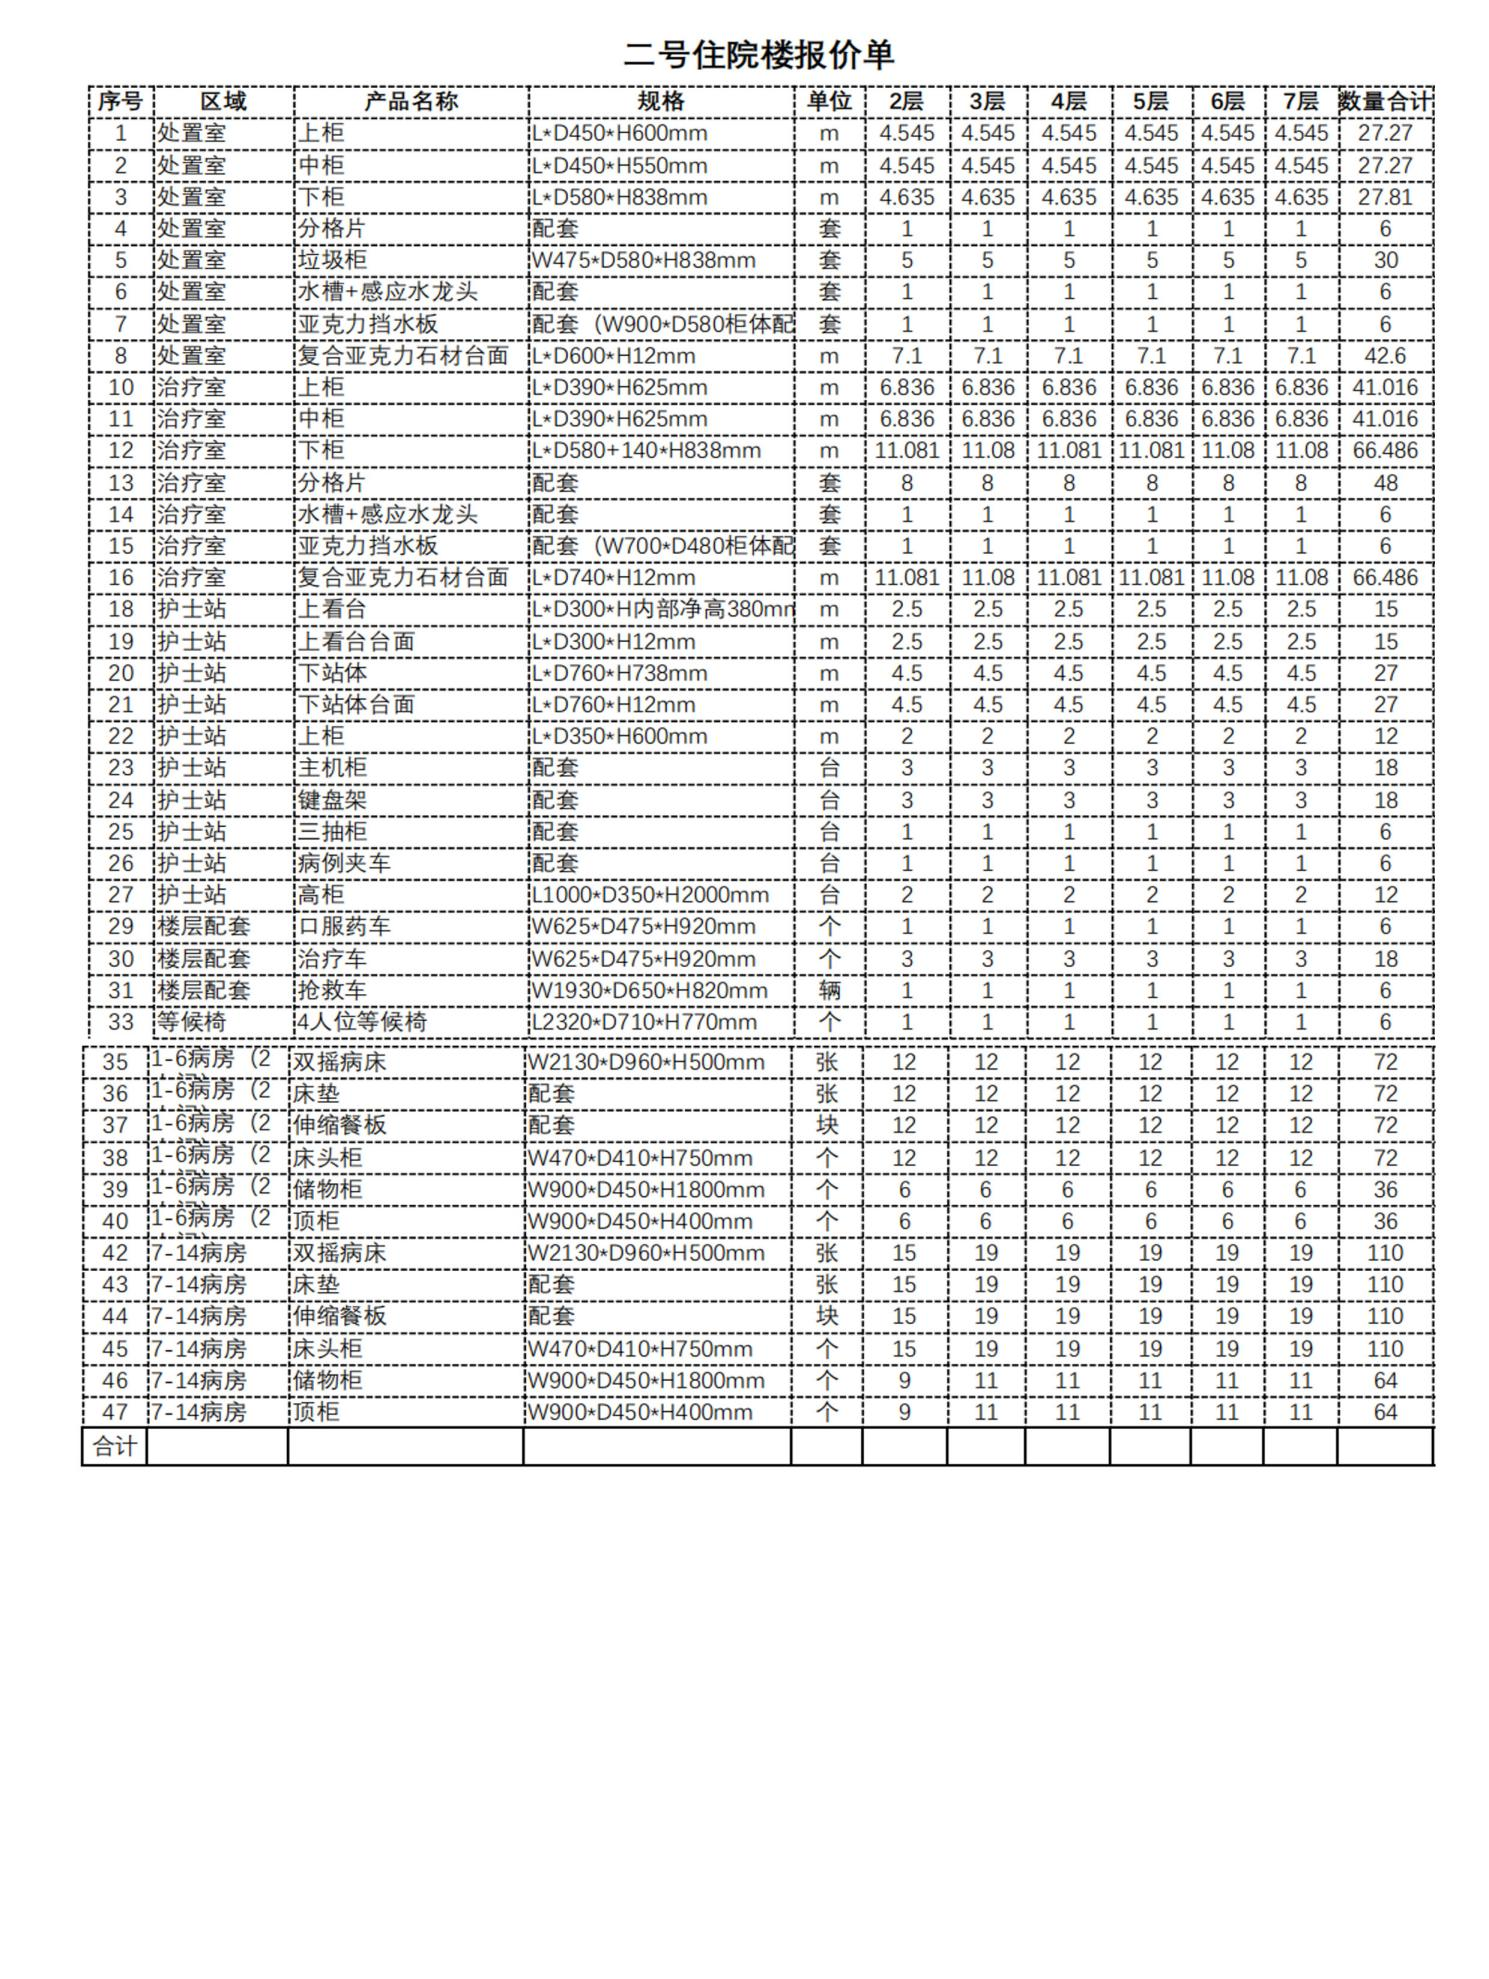 二号住院楼报价单
序号 区域 产品名称 规格 单位 2层 3层 4层 5层 6层 7层 数量合计
1 处置室 上柜 L*D450*H600mm m 4.545 4.545 4.545 4.545 4.545 4.545 27.27
2 处置室 中柜 L*D450*H550mm m 4.545 4.545 4.545 4.545 4.545 4.545 27.27
3 处置室 下柜 L*D580*H838mm m 4.635 4.635 4.635 4.635 4.635 4.635 27.81
4 处置室 分格片 配套 套 1 1 1 1 1 1 6
5 处置室 垃圾柜 W475*D580*H838mm 套 5 5 5 5 5 5 30
6 处置室 水槽+感应水龙头 配套 套 1 1 1 1 1 1 6
7 处置室 亚克力挡水板 配套（W900*D580柜体配 套 1 1 1 1 1 1 6
8 处置室 复合亚克力石材台面 L*D600*H12mm m 7.1 7.1 7.1 7.1 7.1 7.1 42.6
10 治疗室 上柜 L*D390*H625mm m 6.836 6.836 6.836 6.836 6.836 6.836 41.016
11 治疗室 中柜 L*D390*H625mm m 6.836 6.836 6.836 6.836 6.836 6.836 41.016
12 治疗室 下柜 L*D580+140*H838mm m 11.081 11.08 11.081 11.081 11.08 11.08 66.486
13 治疗室 分格片 配套 套 8 8 8 8 8 8 48
14 治疗室 水槽+感应水龙头 配套 套 1 1 1 1 1 1 6
15 治疗室 亚克力挡水板 配套（W700*D480柜体配 套 1 1 1 1 1 1 6
16 治疗室 复合亚克力石材台面 L*D740*H12mm m 11.081 11.08 11.081 11.081 11.08 11.08 66.486
18 护士站 上看台 L*D300*H内部净高380mm m 2.5 2.5 2.5 2.5 2.5 2.5 15
19 护士站 上看台台面 L*D300*H12mm m 2.5 2.5 2.5 2.5 2.5 2.5 15
20 护士站 下站体 L*D760*H738mm m 4.5 4.5 4.5 4.5 4.5 4.5 27
21 护士站 下站体台面 L*D760*H12mm m 4.5 4.5 4.5 4.5 4.5 4.5 27
22 护士站 上柜 L*D350*H600mm m 2 2 2 2 2 2 12
23 护士站 主机柜 配套 台 3 3 3 3 3 3 18
24 护士站 键盘架 配套 台 3 3 3 3 3 3 18
25 护士站 三抽柜 配套 台 1 1 1 1 1 1 6
26 护士站 病例夹车 配套 台 1 1 1 1 1 1 6
27 护士站 高柜 L1000*D350*H2000mm 台 2 2 2 2 2 2 12
29 楼层配套 口服药车 W625*D475*H920mm 个 1 1 1 1 1 1 6
30 楼层配套 治疗车 W625*D475*H920mm 个 3 3 3 3 3 3 18
31 楼层配套 抢救车 W1930*D650*H820mm 辆 1 1 1 1 1 1 6
33 等候椅 4人位等候椅 L2320*D710*H770mm 个 1 1 1 1 1 1 6
35 1-6病房（2 双摇病床 W2130*D960*H500mm 张 12 12 12 12 12 12 72
36 1-6病房（2 床垫 配套 张 12 12 12 12 12 12 72
37 1-6病房（2 伸缩餐板 配套 块 12 12 12 12 12 12 72
38 1-6病房（2 床头柜 W470*D410*H750mm 个 12 12 12 12 12 12 72
39 1-6病房（2 储物柜 W900*D450*H1800mm 个 6 6 6 6 6 6 36
40 1-6病房（2 顶柜 W900*D450*H400mm 个 6 6 6 6 6 6 36
42 7-14病房 双摇病床 W2130*D960*H500mm 张 15 19 19 19 19 19 110
43 7-14病房 床垫 配套 张 15 19 19 19 19 19 110
44 7-14病房 伸缩餐板 配套 块 15 19 19 19 19 19 110
45 7-14病房 床头柜 W470*D410*H750mm 个 15 19 19 19 19 19 110
46 7-14病房 储物柜 W900*D450*H1800mm 个 9 11 11 11 11 11 64
47 7-14病房 顶柜 W900*D450*H400mm 个 9 11 11 11 11 11 64
合计